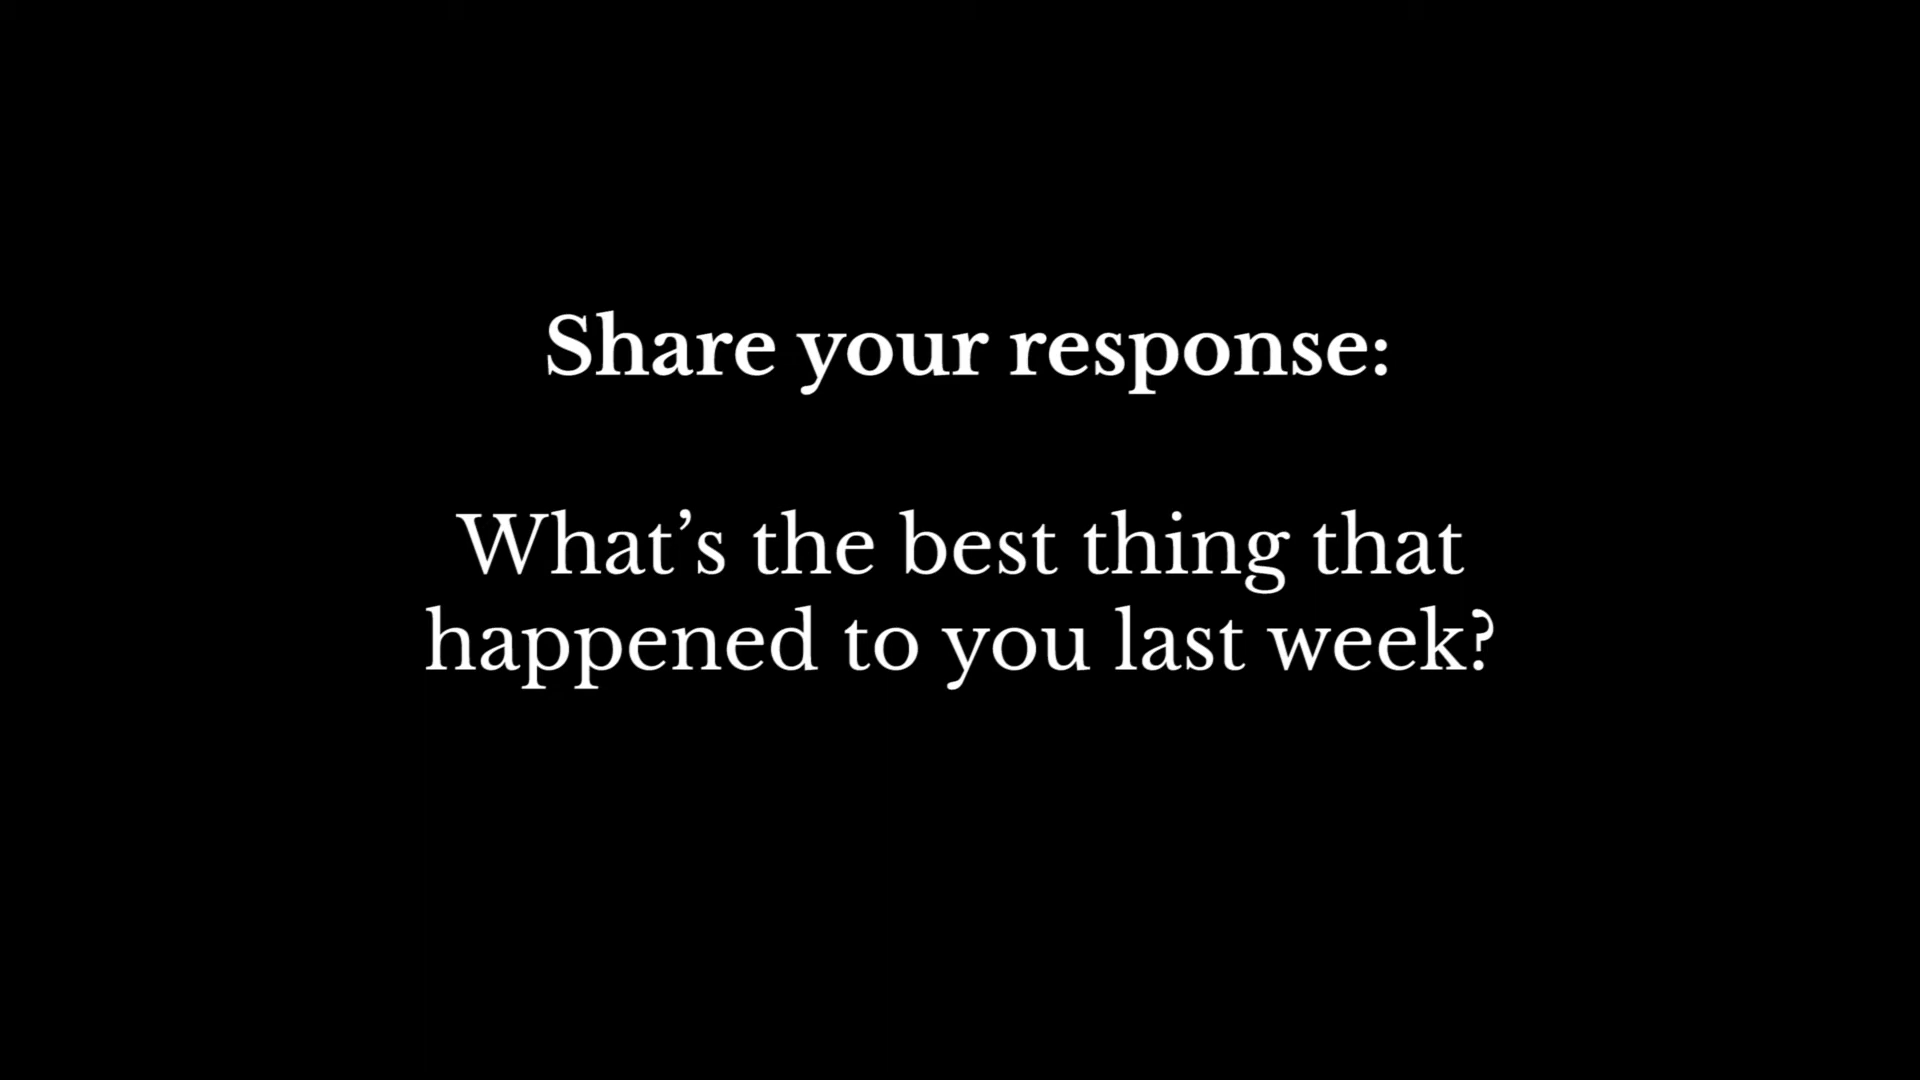 Share your response:
What’s the best thing that
happened to you last week?